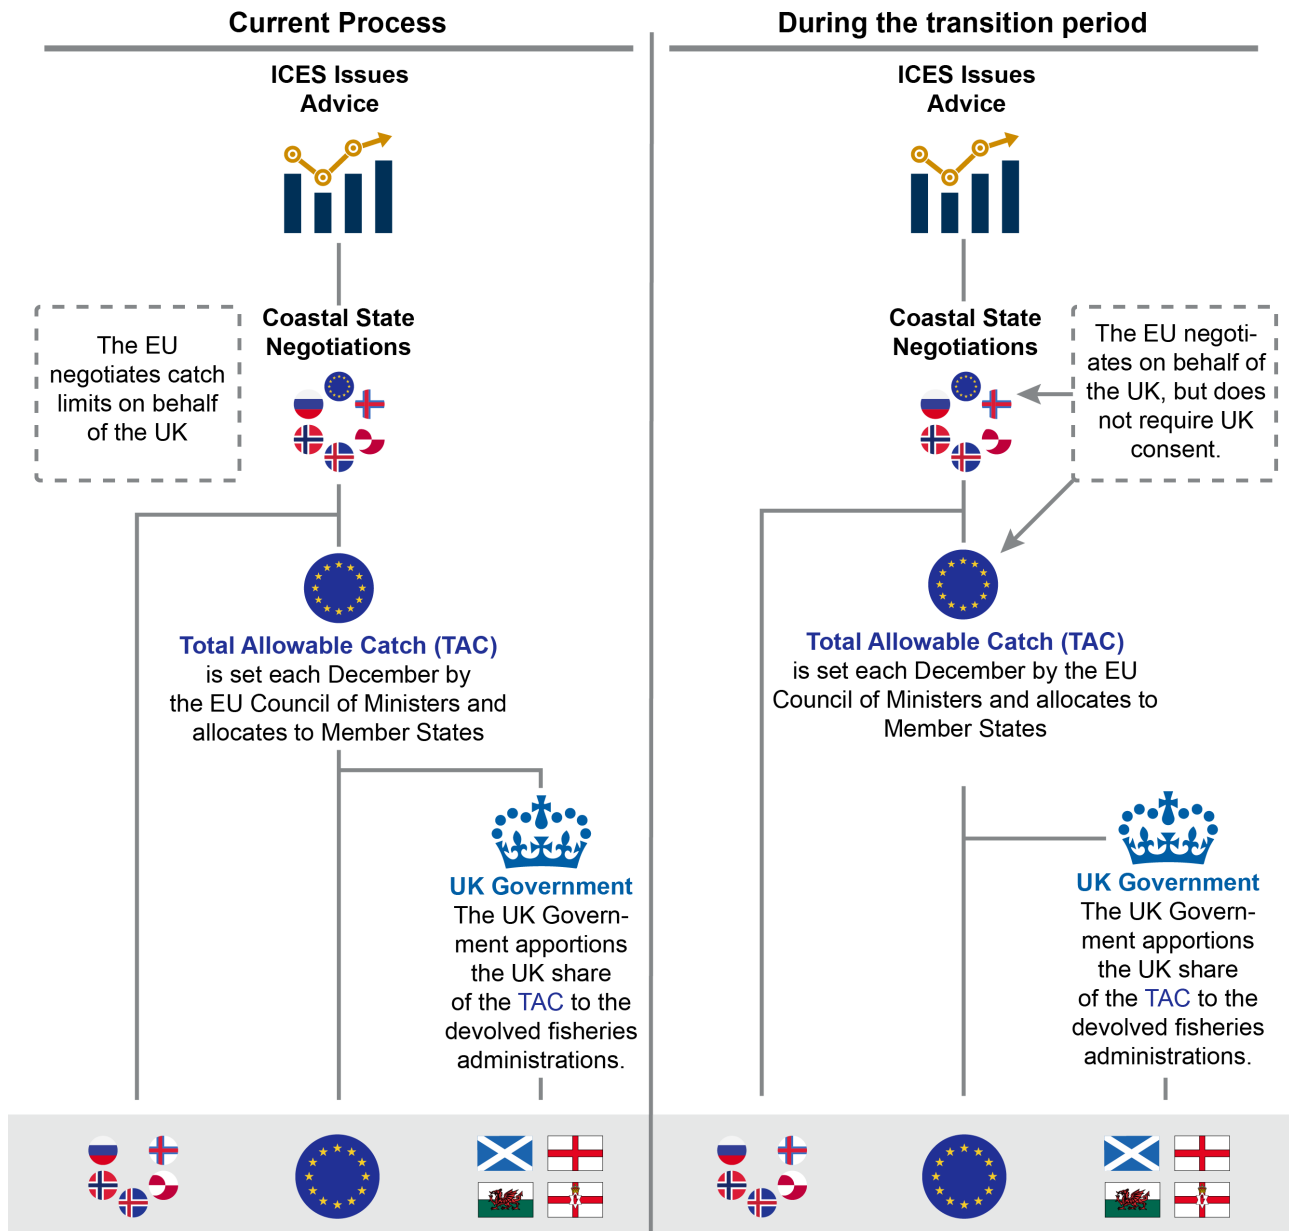 Current Process
ICES Issues
Advice
Coastal State
Negotiations
The EU
negotiates catch
limits on behalf
of the UK
Total Allowable Catch (TAC)
is set each December by
the EU Council of Ministers and
allocates to Member States
UK Government
The UK Govern-
ment apportions
the UK share
of the TAC to the
devolved fisheries
administrations.
During the transition period
ICES Issues
Advice
Coastal State
Negotiations
The EU negoti-
ates on behalf of
the UK, but does
not require UK
consent.
Total Allowable Catch (TAC)
is set each December by the EU
Council of Ministers and allocates to
Member States
UK Government
The UK Govern-
ment apportions
the UK share
of the TAC to the
devolved fisheries
administrations.